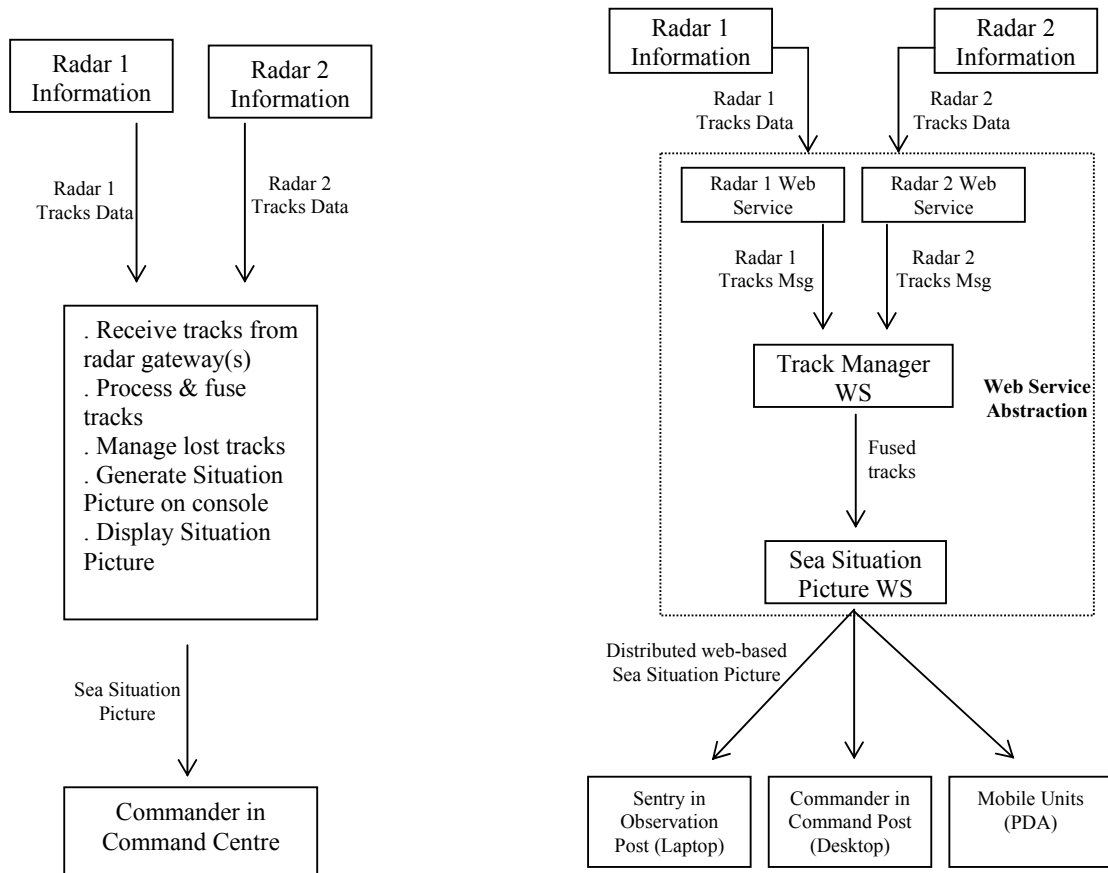 Radar 1
Information
Radar 2
Information
Radar 1
Tracks Data
Radar 2
Tracks Data
. Receive tracks from
radar gateway(s)
. Process & fuse
tracks
. Manage lost tracks
. Generate Situation
Picture on console
. Display Situation
Picture
Sea Situation
Picture
Commander in
Command Centre
Radar 1
Information
Radar 2
Information
Radar 1
Tracks Data
Radar 2
Tracks Data
Radar 1 Web
Service
Radar 2 Web
Service
Radar 1
Tracks Msg
Radar 2
Tracks Msg
Track Manager
WS
Web Service
Abstraction
Fused
tracks
Sea Situation
Picture WS
Distributed web-based
Sea Situation Picture
Sentry in
Observation
Post (Laptop)
Commander in
Command Post
(Desktop)
Mobile Units
(PDA)